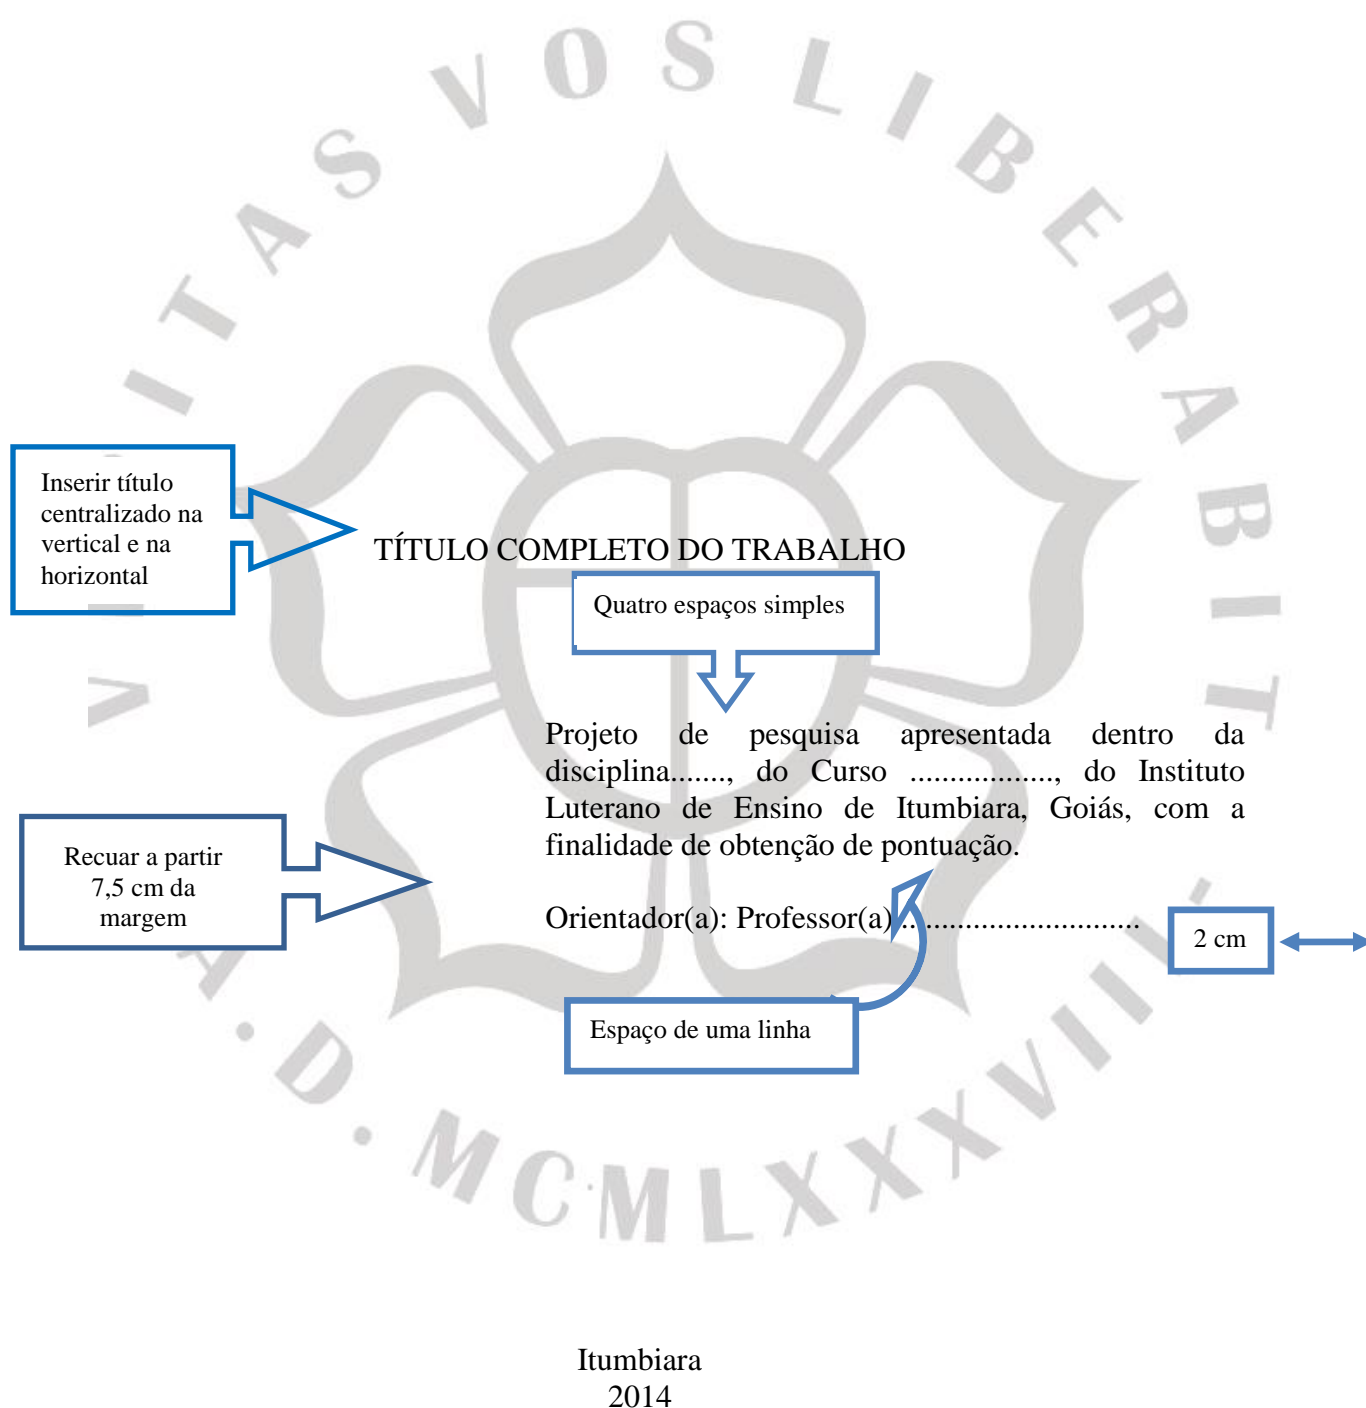 V   ITAS VOS LIBERABIT
A.D. MCMLXXXVIII
Inserir título
centralizado na
vertical e na
horizontal
TÍTULO COMPLETO DO TRABALHO
Quatro espaços simples
Projeto de pesquisa apresentada dentro da
disciplina......., do Curso .................., do Instituto
Luterano de Ensino de Itumbiara, Goiás, com a
finalidade de obtenção de pontuação.
Recuar a partir
7,5 cm da
margem
Orientador(a): Professor(a) ..............................
2 cm
Espaço de uma linha
Itumbiara
2014